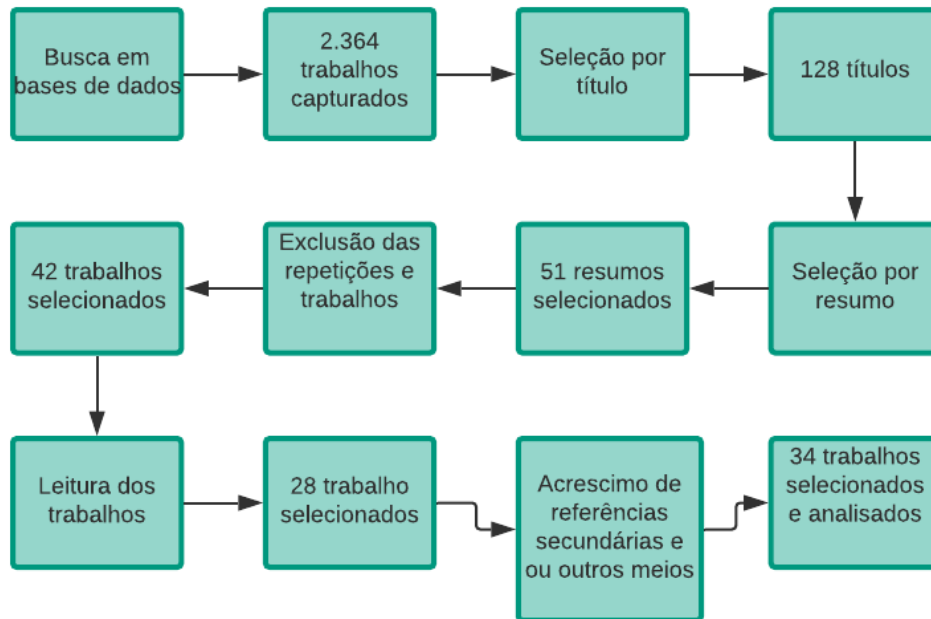 Busca em
bases de dados
2.364
trabalhos
capturados
Seleção por
título
128 títulos
Seleção por
resumo
51 resumos
selecionados
Exclusão das
repetições e
trabalhos
42 trabalhos
selecionados
Leitura dos
trabalhos
28 trabalho
selecionados
Acrescimo de
referências
secundárias e
ou outros meios
34 trabalhos
selecionados
e analisados